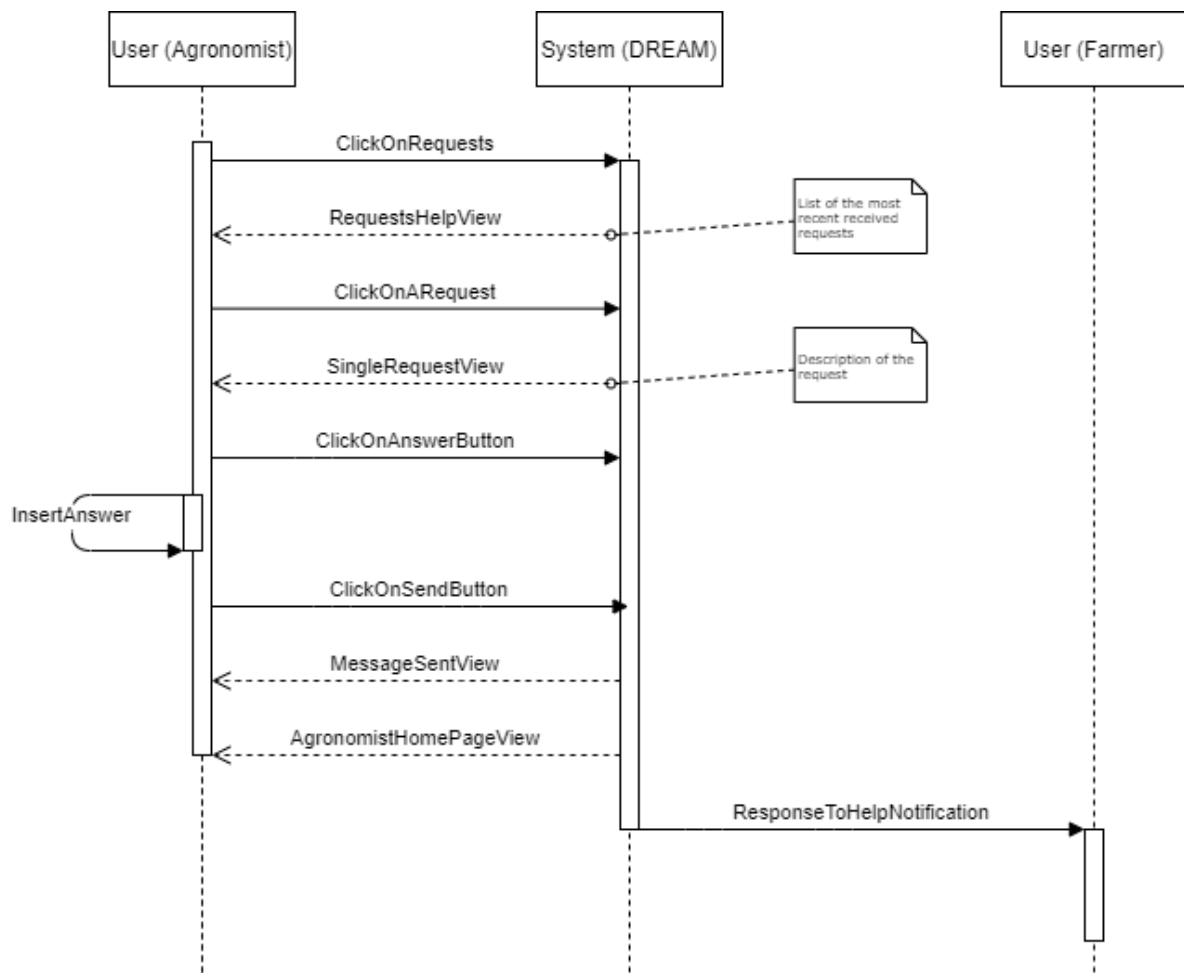 User (Agronomist)
System (DREAM)
User (Farmer)
ClickOnRequests
List of the most
recent received
requests
RequestsHelpView
ClickOnARequest
Description of the
request
SingleRequestView
ClickOnAnswerButton
InsertAnswer
ClickOnSendButton
MessageSentView
AgronomistHomePageView
ResponseToHelpNotification